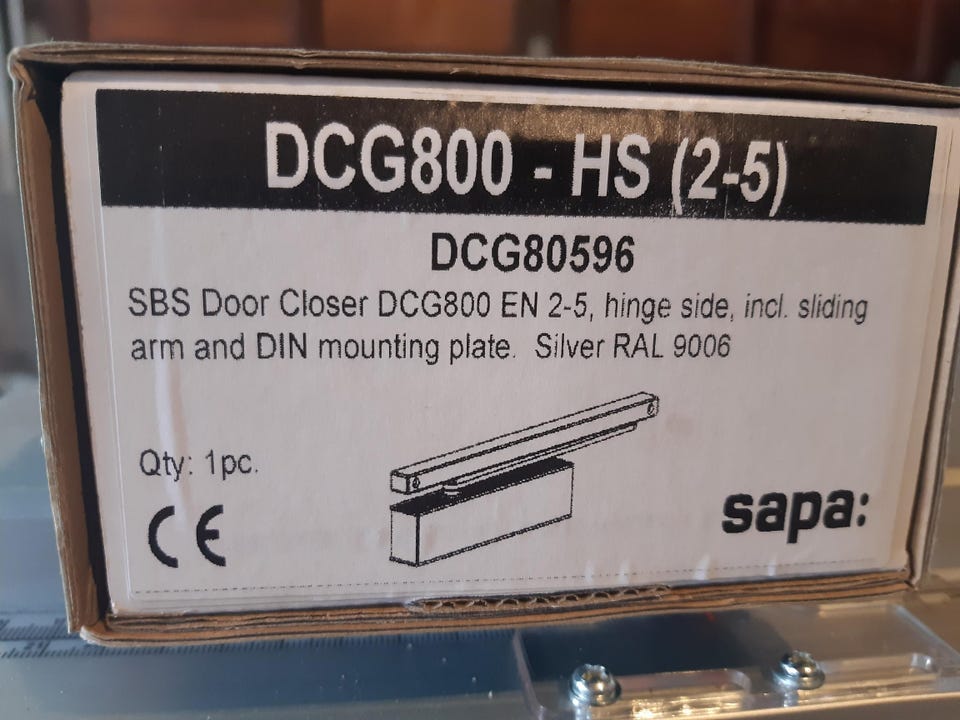 DCG800 - HS (2-5)
DCG80596
SBS Door Closer DCG800 EN 2-5, hinge side, incl. sliding
arm and DIN mounting plate. Silver RAL 9006
Qty: 1pc.
CE
sapa: